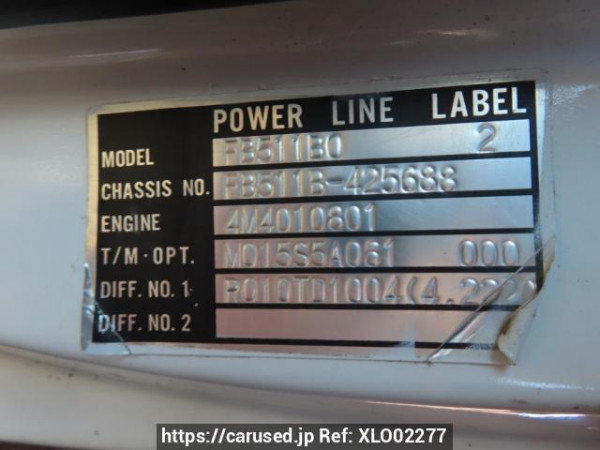 POWER LINE LABEL
MODEL FB511B0 2
CHASSIS NO. FB511B-425688
ENGINE 4M4010801
T/M·OPT. M015S5A061 000
DIFF. NO. 1 R010TD1004(4.222)
DIFF. NO. 2
https://carused.jp Ref: XLO02277